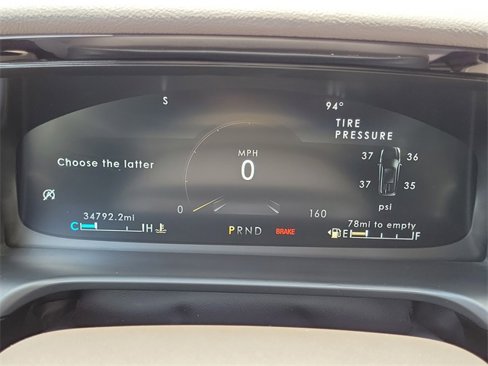 S
94°
TIRE
PRESSURE
37 36
Choose the latter
MPH
0
37 35
psi
0 160
34792.2mi
78mi to empty
C H
PRND
BRAKE
E F